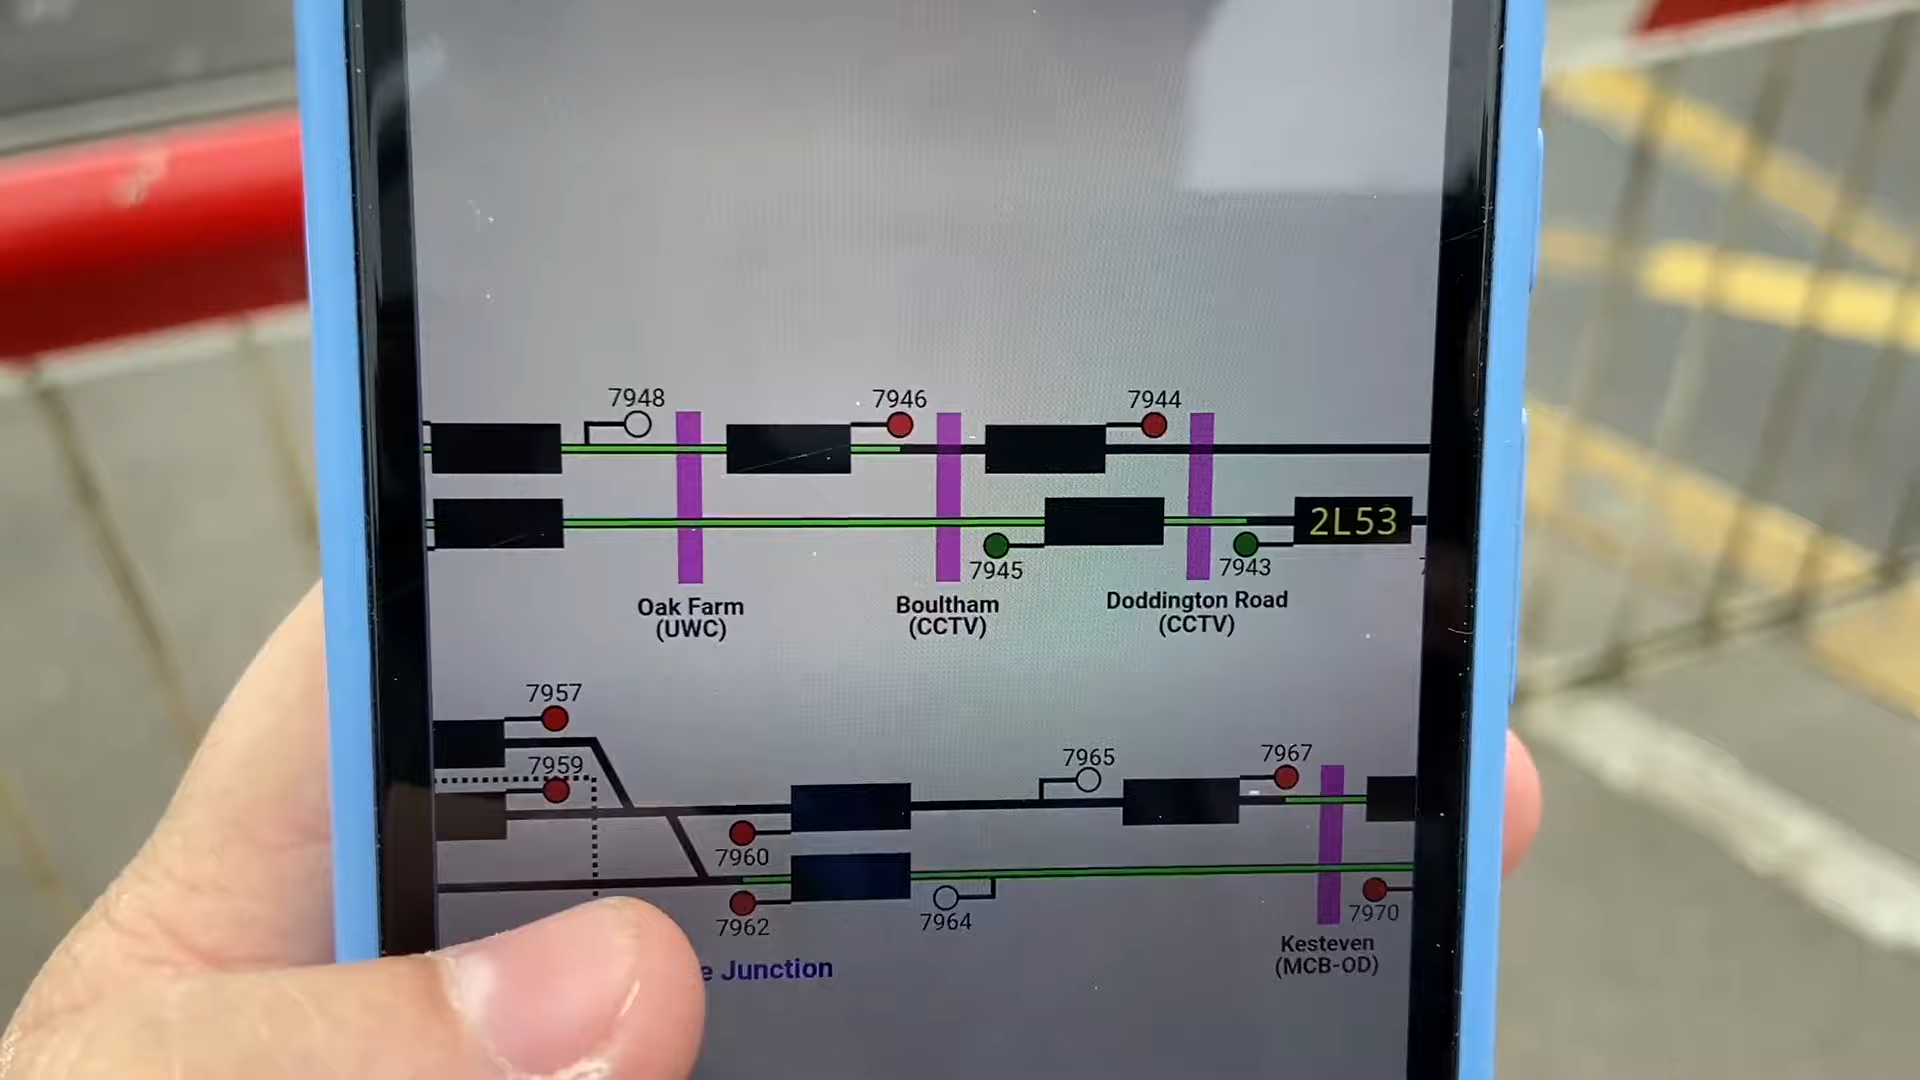 7948
7946
7944
2L53
7945
7943
Oak Farm
(UWC)
Boultham
(CCTV)
Doddington Road
(CCTV)
7957
7959
7965
7967
7960
7962
7964
7970
Kesteven
(MCB-OD)
Junction